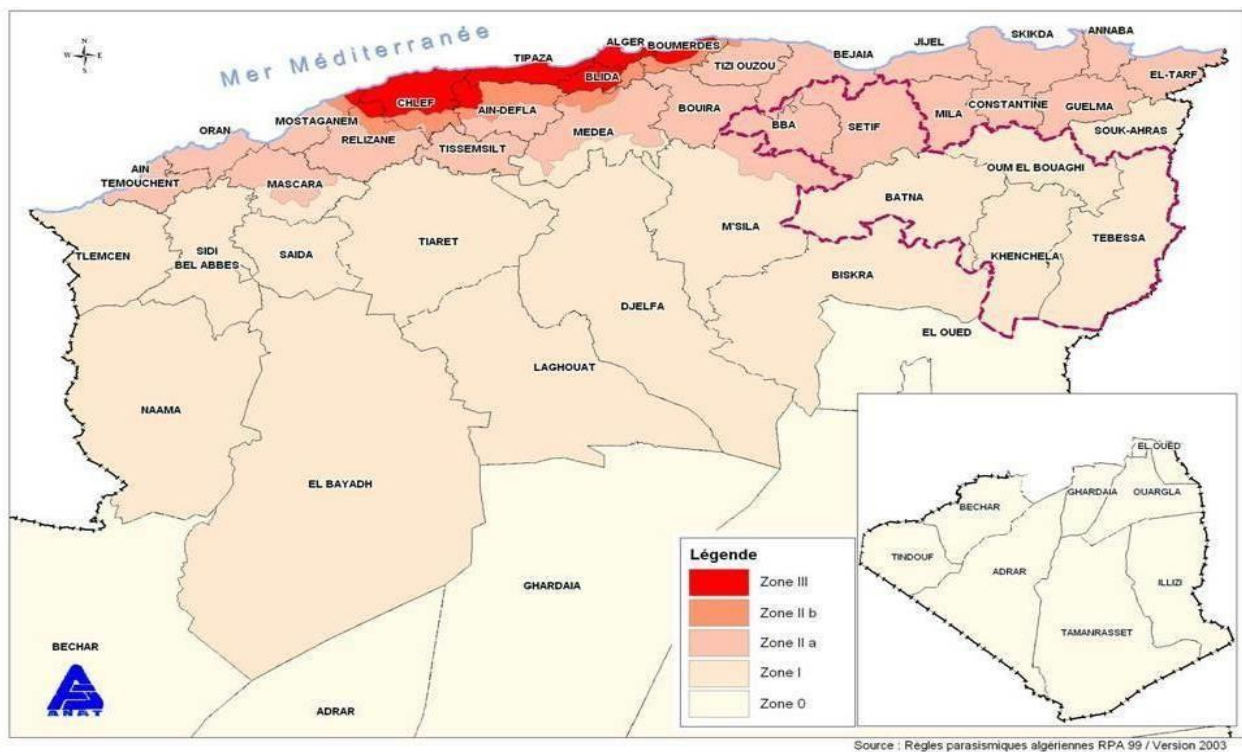 N
W
E
S
Mer Méditerranée
ALGER
BOUMERDES
TIPAZA
BLIDA
TIZI OUZOU
BEJAIA
JIJEL
SKIKDA
ANNABA
EL-TARF
CHLEF
AIN-DEFLA
BOUIRA
BBA
SETIF
MILA
CONSTANTINE
GUELMA
SOUK-AHRAS
MOSTAGANEM
ORAN
RELIZANE
MEDEA
TISSEMSILT
AIN
TEMOUCHENT
MASCARA
OUM EL BOUAGHI
BATNA
TLEMCEN
SIDI
BEL ABBES
SAIDA
TIARET
M'SILA
KHENCHELA
TEBESSA
BISKRA
DJELFA
EL OUED
LAGHOUAT
NAAMA
EL BAYADH
GHARDAIA
BECHAR
ADRAR
ANAT
Légende
Zone III
Zone II b
Zone II a
Zone I
Zone 0
EL OUED
GHARDAIA
OUARGLA
BECHAR
TINDOUF
ADRAR
ILLIZI
TAMANRASSET
Source : Règles parasismiques algériennes RPA 99 / Version 2003